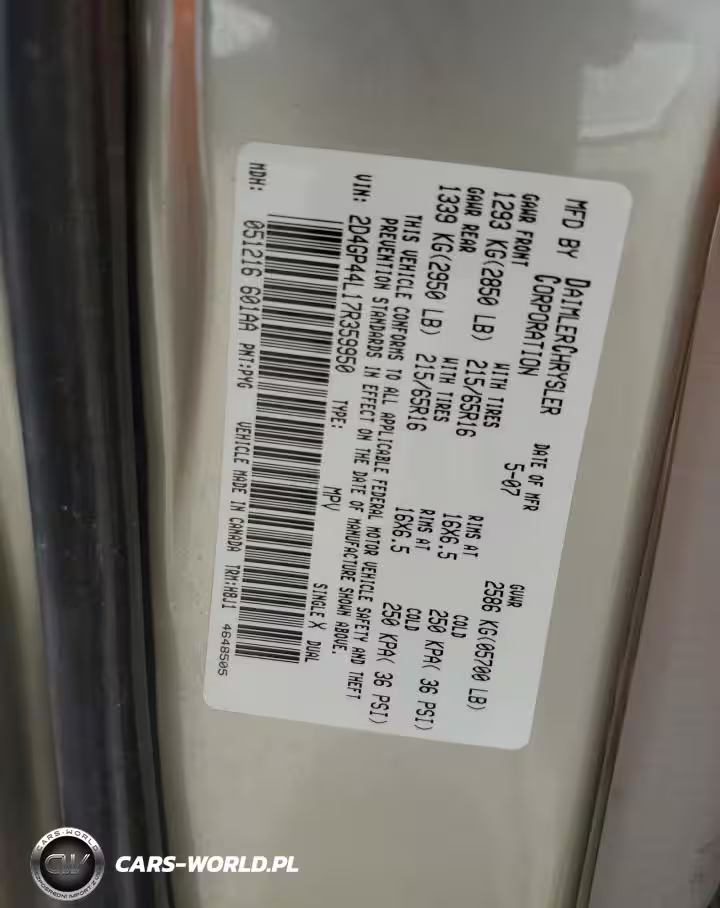 MFD BY DAIMLERCHRYSLER CORPORATION
DATE OF MFR 5-07
GVWR 2586 KG(05700 LB)
GAWR FRONT
WITH TIRES
RIMS AT
COLD
1293 KG(2850 LB) 215/65R16 16X6.5 250 KPA( 36 PSI)
GAWR REAR
WITH TIRES
RIMS AT
COLD
1339 KG(2950 LB) 215/65R16 16X6.5 250 KPA( 36 PSI)
THIS VEHICLE CONFORMS TO ALL APPLICABLE FEDERAL MOTOR VEHICLE SAFETY AND THEFT
PREVENTION STANDARDS IN EFFECT ON THE DATE OF MANUFACTURE SHOWN ABOVE.
VIN: 2D4GP44L17R359950 TYPE: MPV SINGLE X DUAL
MDH: 051216 601AA PNT:PYG VEHICLE MADE IN CANADA TRM:HBJ1 4648505
CARS-WORLD
CW
CARS-WORLD.PL